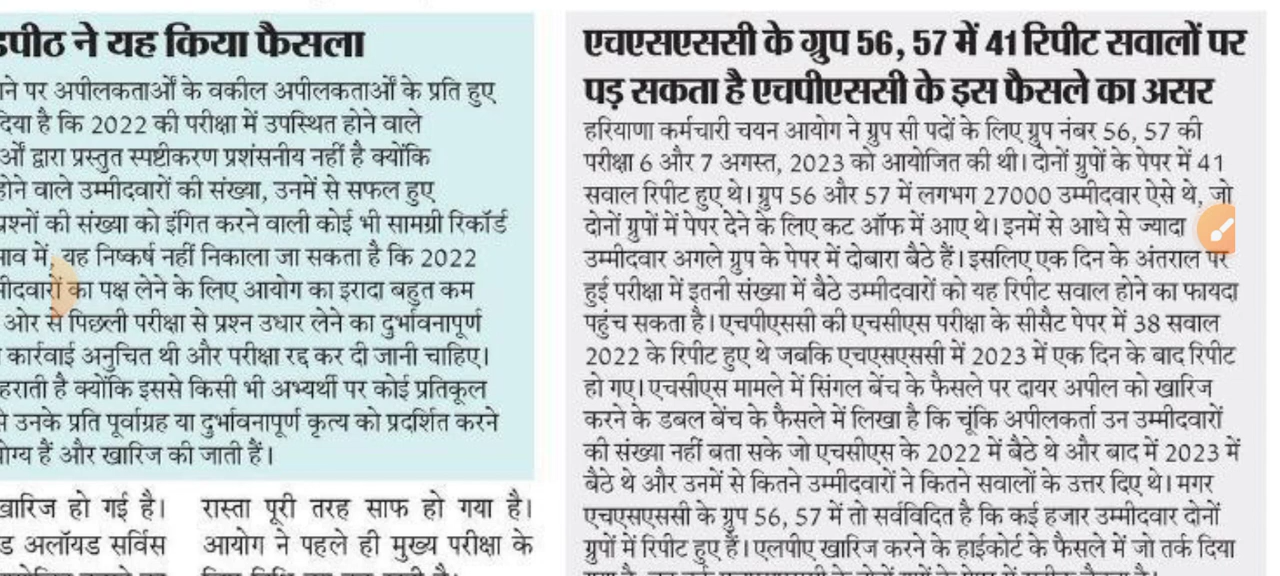 ने यह किया फैसला
पर अपीलकताओं के वकील अपीलकताओं के प्रति हुए
दिया है कि 2022 की परीक्षा में उपस्थित होने वाले
द्वारा प्रस्तुत स्पष्टीकरण प्रशंसनीय नहीं है क्योंकि
होने वाले उम्मीदवारों की संख्या, उनमें से सफल हुए
प्रश्नों की संख्या को इंगित करने वाली कोई भी सामग्री रिकॉर्ड
में, यह निष्कर्ष नहीं निकाला जा सकता है कि 2022
का पक्ष लेने के लिए आयोग का इरादा बहुत कम
ओर से पिछली परीक्षा से प्रश्न उधार लेने का दुर्भावनापूर्ण
कार्रवाई अनुचित थी और परीक्षा रद्द कर दी जानी चाहिए।
है क्योंकि इससे किसी भी अभ्यर्थी पर कोई प्रतिकूल
उनके प्रति पूर्वाग्रह या दुर्भावनापूर्ण कृत्य को प्रदर्शित करने
हैं और खारिज की जाती हैं।
खारिज हो गई है।
अलॉयड सर्विस
रास्ता पूरी तरह साफ हो गया है।
आयोग ने पहले ही मुख्य परीक्षा के
एचएसएससी के ग्रुप 56, 57 में 41 रिपीट सवालों पर
पड़ सकता है एचपीएससी के इस फैसले का असर
हरियाणा कर्मचारी चयन आयोग ने ग्रुप सी पदों के लिए ग्रुप नंबर 56, 57 की
परीक्षा 6 और 7 अगस्त, 2023 को आयोजित की थी। दोनों ग्रुपों के पेपर में 41
सवाल रिपीट हुए थे। ग्रुप 56 और 57 में लगभग 27000 उम्मीदवार ऐसे थे, जो
दोनों ग्रुपों में पेपर देने के लिए कट ऑफ में आए थे। इनमें से आधे से ज्यादा
उम्मीदवार अगले ग्रुप के पेपर में दोबारा बैठे हैं। इसलिए एक दिन के अंतराल पर
हुई परीक्षा में इतनी संख्या में बैठे उम्मीदवारों को यह रिपीट सवाल होने का फायदा
पहुंच सकता है। एचपीएससी की एचसीएस परीक्षा के सीसैट पेपर में 38 सवाल
2022 के रिपीट हुए थे जबकि एचएसएससी में 2023 में एक दिन के बाद रिपीट
हो गए। एचसीएस मामले में सिंगल बेंच के फैसले पर दायर अपील को खारिज
करने के डबल बेंच के फैसले में लिखा है कि चूंकि अपीलकर्ता उन उम्मीदवारों
की संख्या नहीं बता सके जो एचसीएस के 2022 में बैठे थे और बाद में 2023 में
बैठे थे और उनमें से कितने उम्मीदवारों ने कितने सवालों के उत्तर दिए थे। मगर
एचएसएससी के ग्रुप 56, 57 में तो सर्वविदित है कि कई हजार उम्मीदवार दोनों
ग्रुपों में रिपीट हुए हैं। एलपीए खारिज करने के हाईकोर्ट के फैसले में जो तर्क दिया